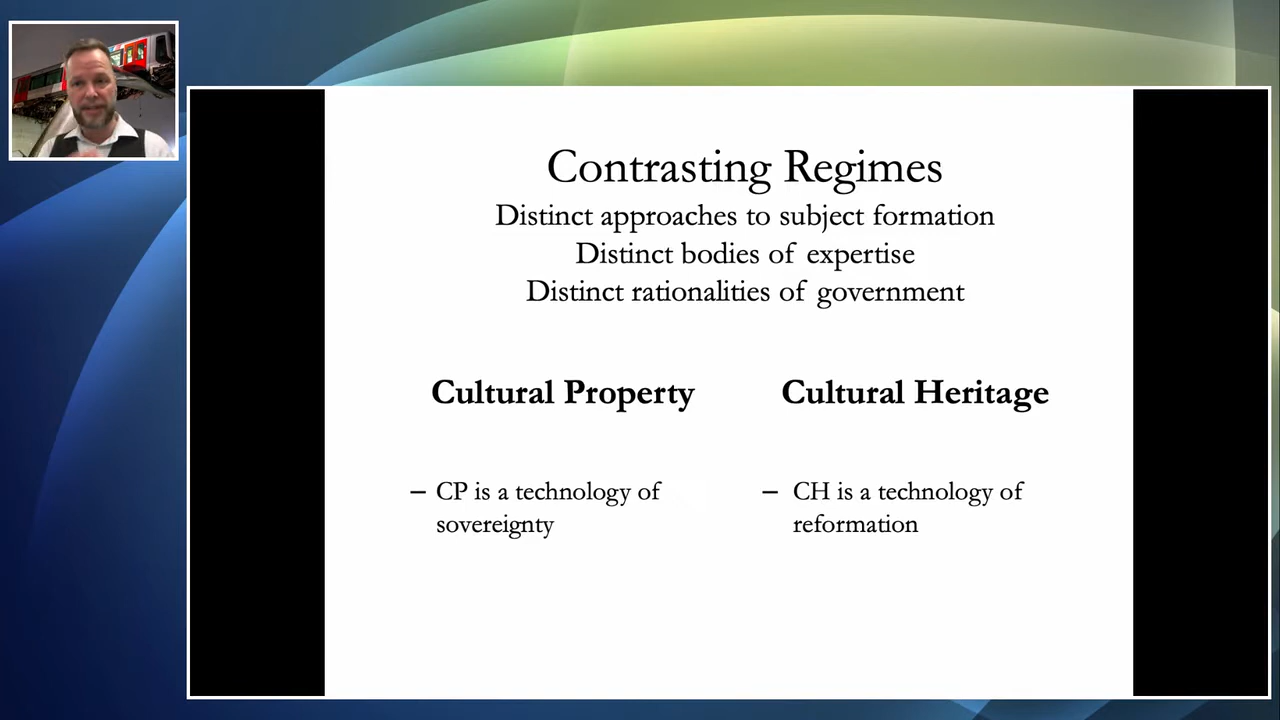 Contrasting Regimes
Distinct approaches to subject formation
Distinct bodies of expertise
Distinct rationalities of government
Cultural Property
– CP is a technology of
sovereignty
Cultural Heritage
– CH is a technology of
reformation